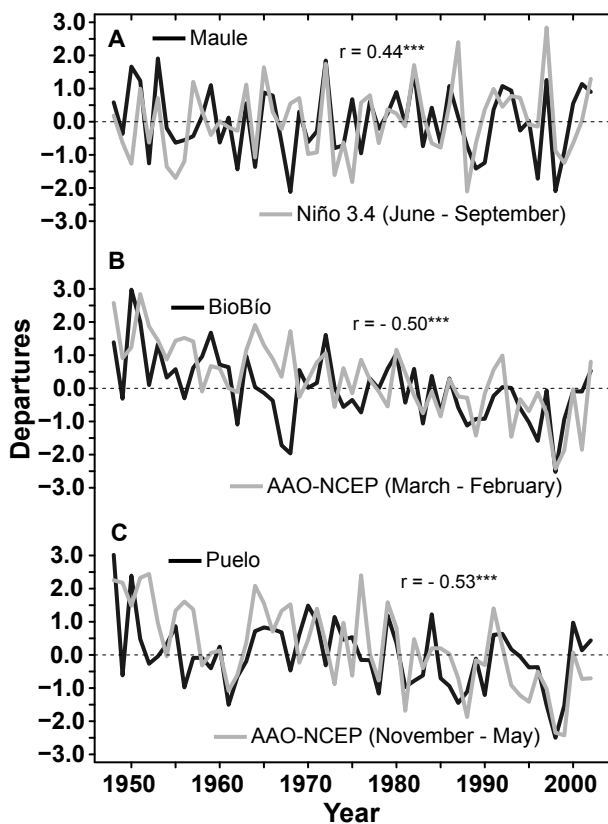 A
Maule
r = 0.44***
3.0
2.0
1.0
0.0
−1.0
−2.0
−3.0
Niño 3.4 (June - September)
B
BioBío
r = - 0.50***
3.0
2.0
1.0
0.0
−1.0
−2.0
−3.0
AAO-NCEP (March - February)
Departures
C
Puelo
r = - 0.53***
3.0
2.0
1.0
0.0
−1.0
−2.0
−3.0
AAO-NCEP (November - May)
1950 1960 1970 1980 1990 2000
Year